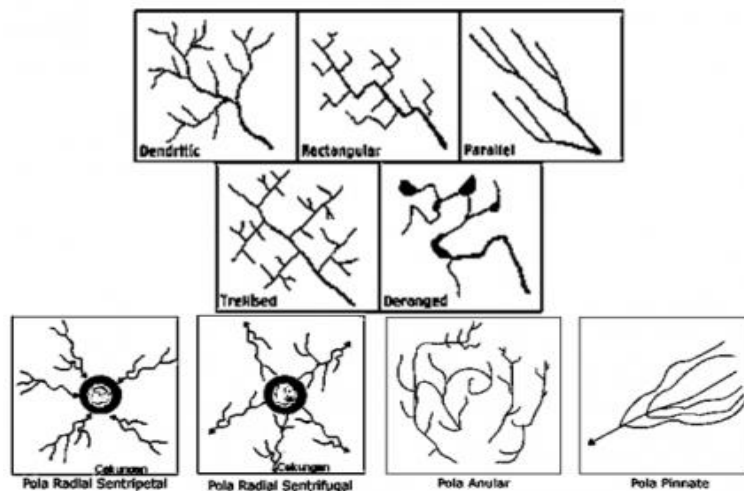 Dendritic
Rectangular
Parallel
Trellised
Deranged
Cekungan
Pola Radial Sentripetal
Cekungan
Pola Radial Sentrifugal
Pola Anular
Pola Pinnate